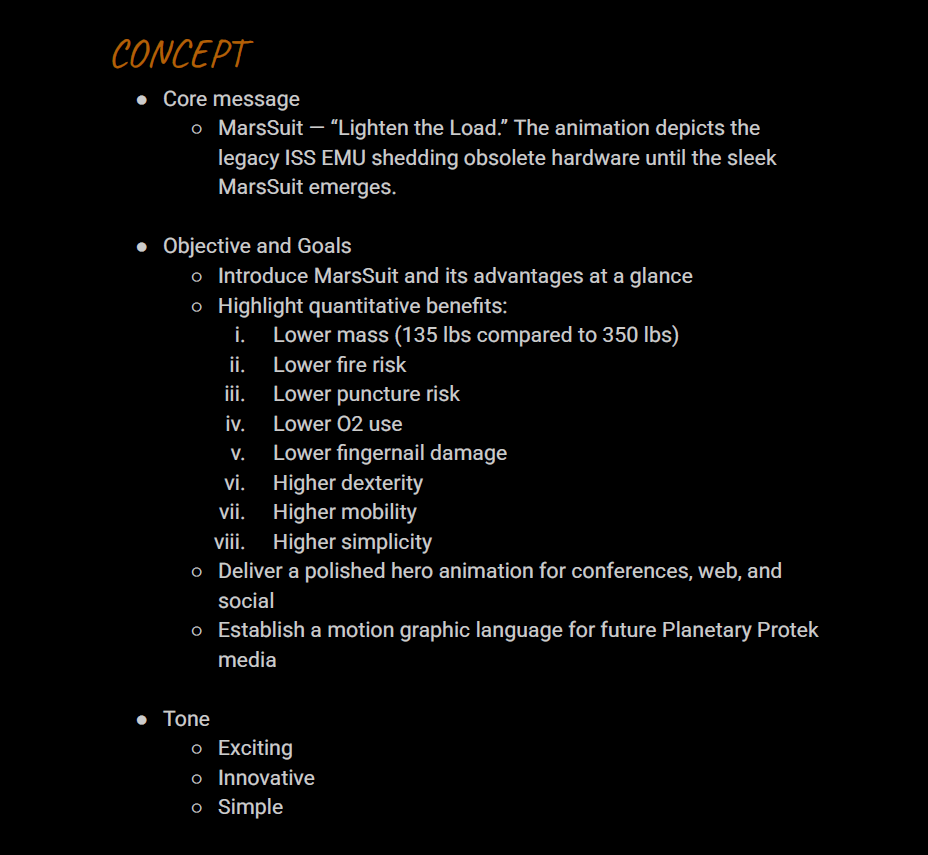 CONCEPT
● Core message
○ MarsSuit — “Lighten the Load.” The animation depicts the
legacy ISS EMU shedding obsolete hardware until the sleek
MarsSuit emerges.
● Objective and Goals
○ Introduce MarsSuit and its advantages at a glance
○ Highlight quantitative benefits:
i. Lower mass (135 lbs compared to 350 lbs)
ii. Lower fire risk
iii. Lower puncture risk
iv. Lower O2 use
v. Lower fingernail damage
vi. Higher dexterity
vii. Higher mobility
viii. Higher simplicity
○ Deliver a polished hero animation for conferences, web, and
social
○ Establish a motion graphic language for future Planetary Protek
media
● Tone
○ Exciting
○ Innovative
○ Simple